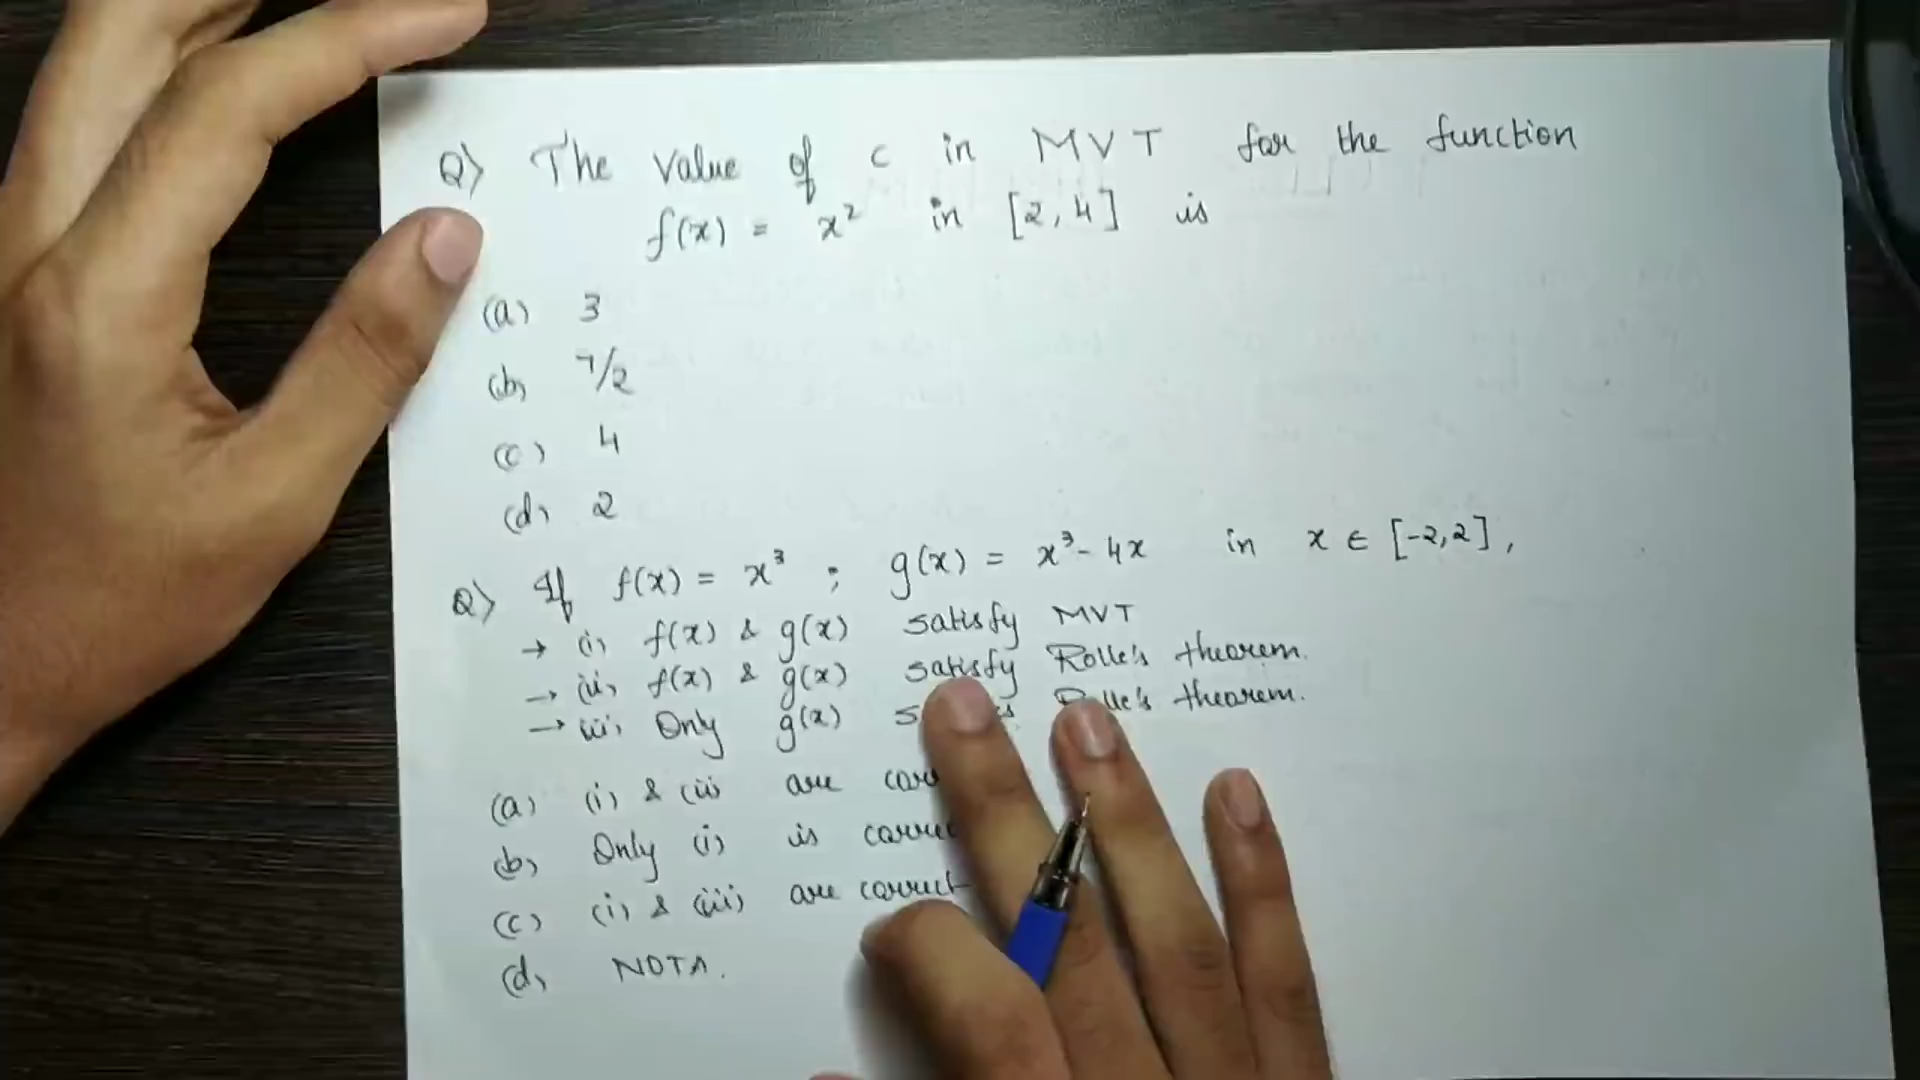 Q) The value of c in MVT for the function
f(x) = x² in [2, 4] is
(a) 3
(b) 7/2
(c) 4
(d) 2
Q) If f(x) = x³ ; g(x) = x³- 4x in x ∈ [-2,2],
→ (i) f(x) & g(x) satisfy MVT
→ (ii) f(x) & g(x) satisfy Rolle's theorem.
→ (iii) Only g(x) Rolle's theorem.
(a) (i) & (ii) are
(b) Only (i) is
(c) (i) & (iii) are correct
(d) NOTA.